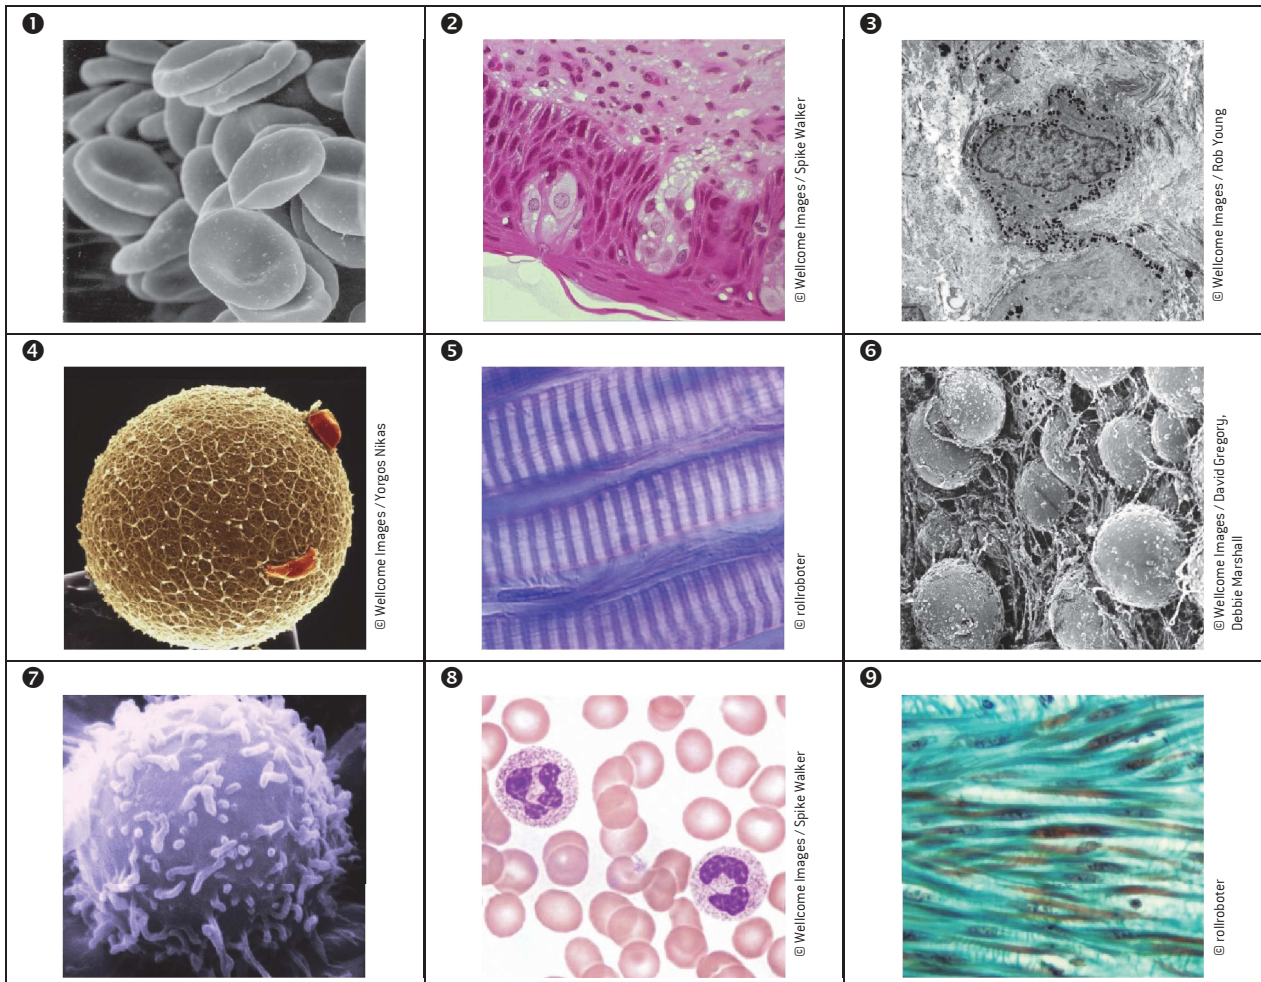 ❶
❷
© Wellcome Images / Spike Walker
❸
© Wellcome Images / Rob Young
❹
© Wellcome Images / Yorgos Nikas
❺
© rollroboter
❻
© Wellcome Images / David Gregory,
Debbie Marshall
❼
❽
© Wellcome Images / Spike Walker
❾
© rollroboter